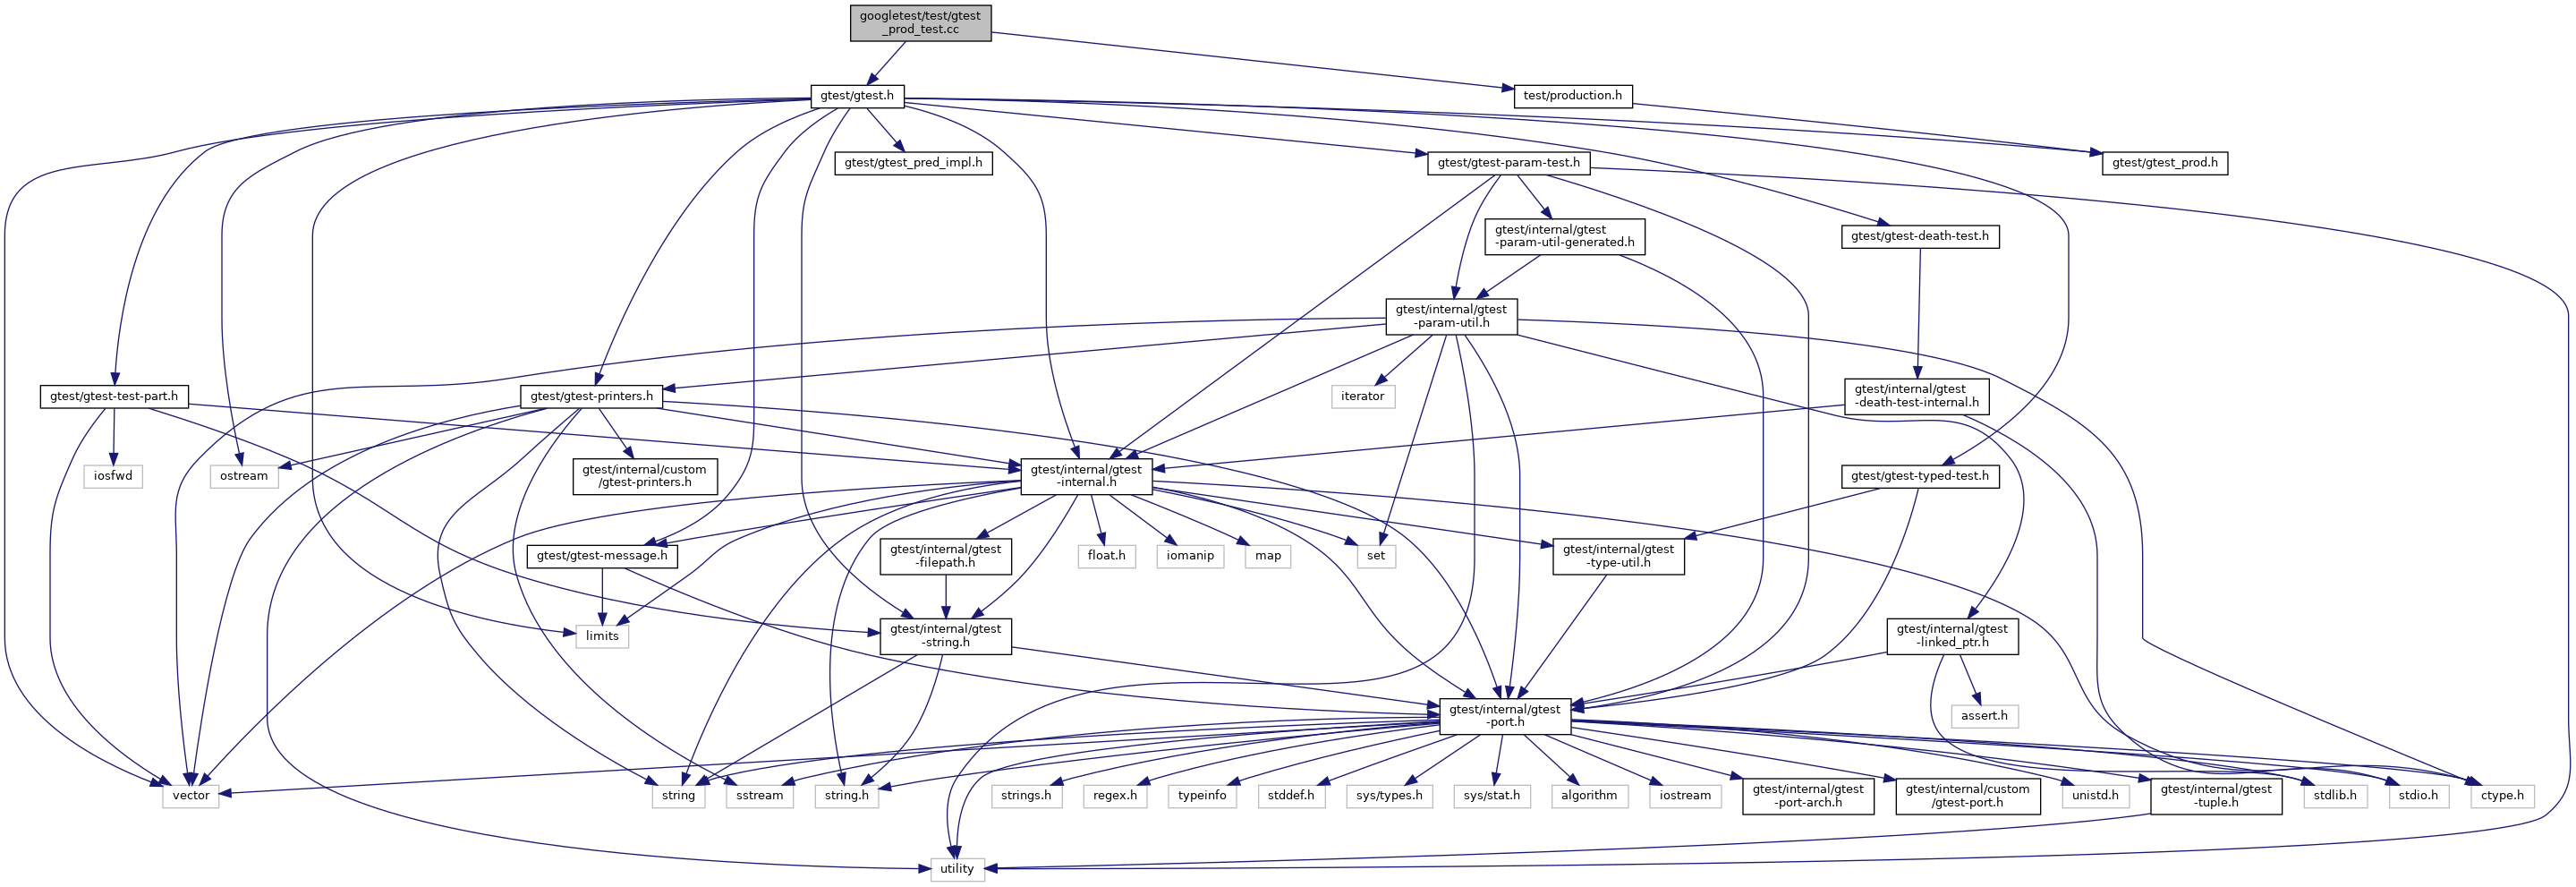 googletest/test/gtest
_prod_test.cc
gtest/gtest.h
test/production.h
gtest/gtest_pred_impl.h
gtest/gtest-param-test.h
gtest/gtest_prod.h
gtest/internal/gtest
-param-util-generated.h
gtest/gtest-death-test.h
gtest/internal/gtest
-param-util.h
gtest/gtest-test-part.h
gtest/gtest-printers.h
iterator
gtest/internal/gtest
-death-test-internal.h
iosfwd
ostream
gtest/internal/custom
/gtest-printers.h
gtest/internal/gtest
-internal.h
gtest/gtest-typed-test.h
gtest/gtest-message.h
gtest/internal/gtest
-filepath.h
float.h
iomanip
map
set
gtest/internal/gtest
-type-util.h
limits
gtest/internal/gtest
-string.h
gtest/internal/gtest
-linked_ptr.h
gtest/internal/gtest
-port.h
assert.h
vector
string
sstream
string.h
strings.h
regex.h
typeinfo
stddef.h
sys/types.h
sys/stat.h
algorithm
iostream
gtest/internal/gtest
-port-arch.h
gtest/internal/custom
/gtest-port.h
unistd.h
gtest/internal/gtest
-tuple.h
stdlib.h
stdio.h
ctype.h
utility